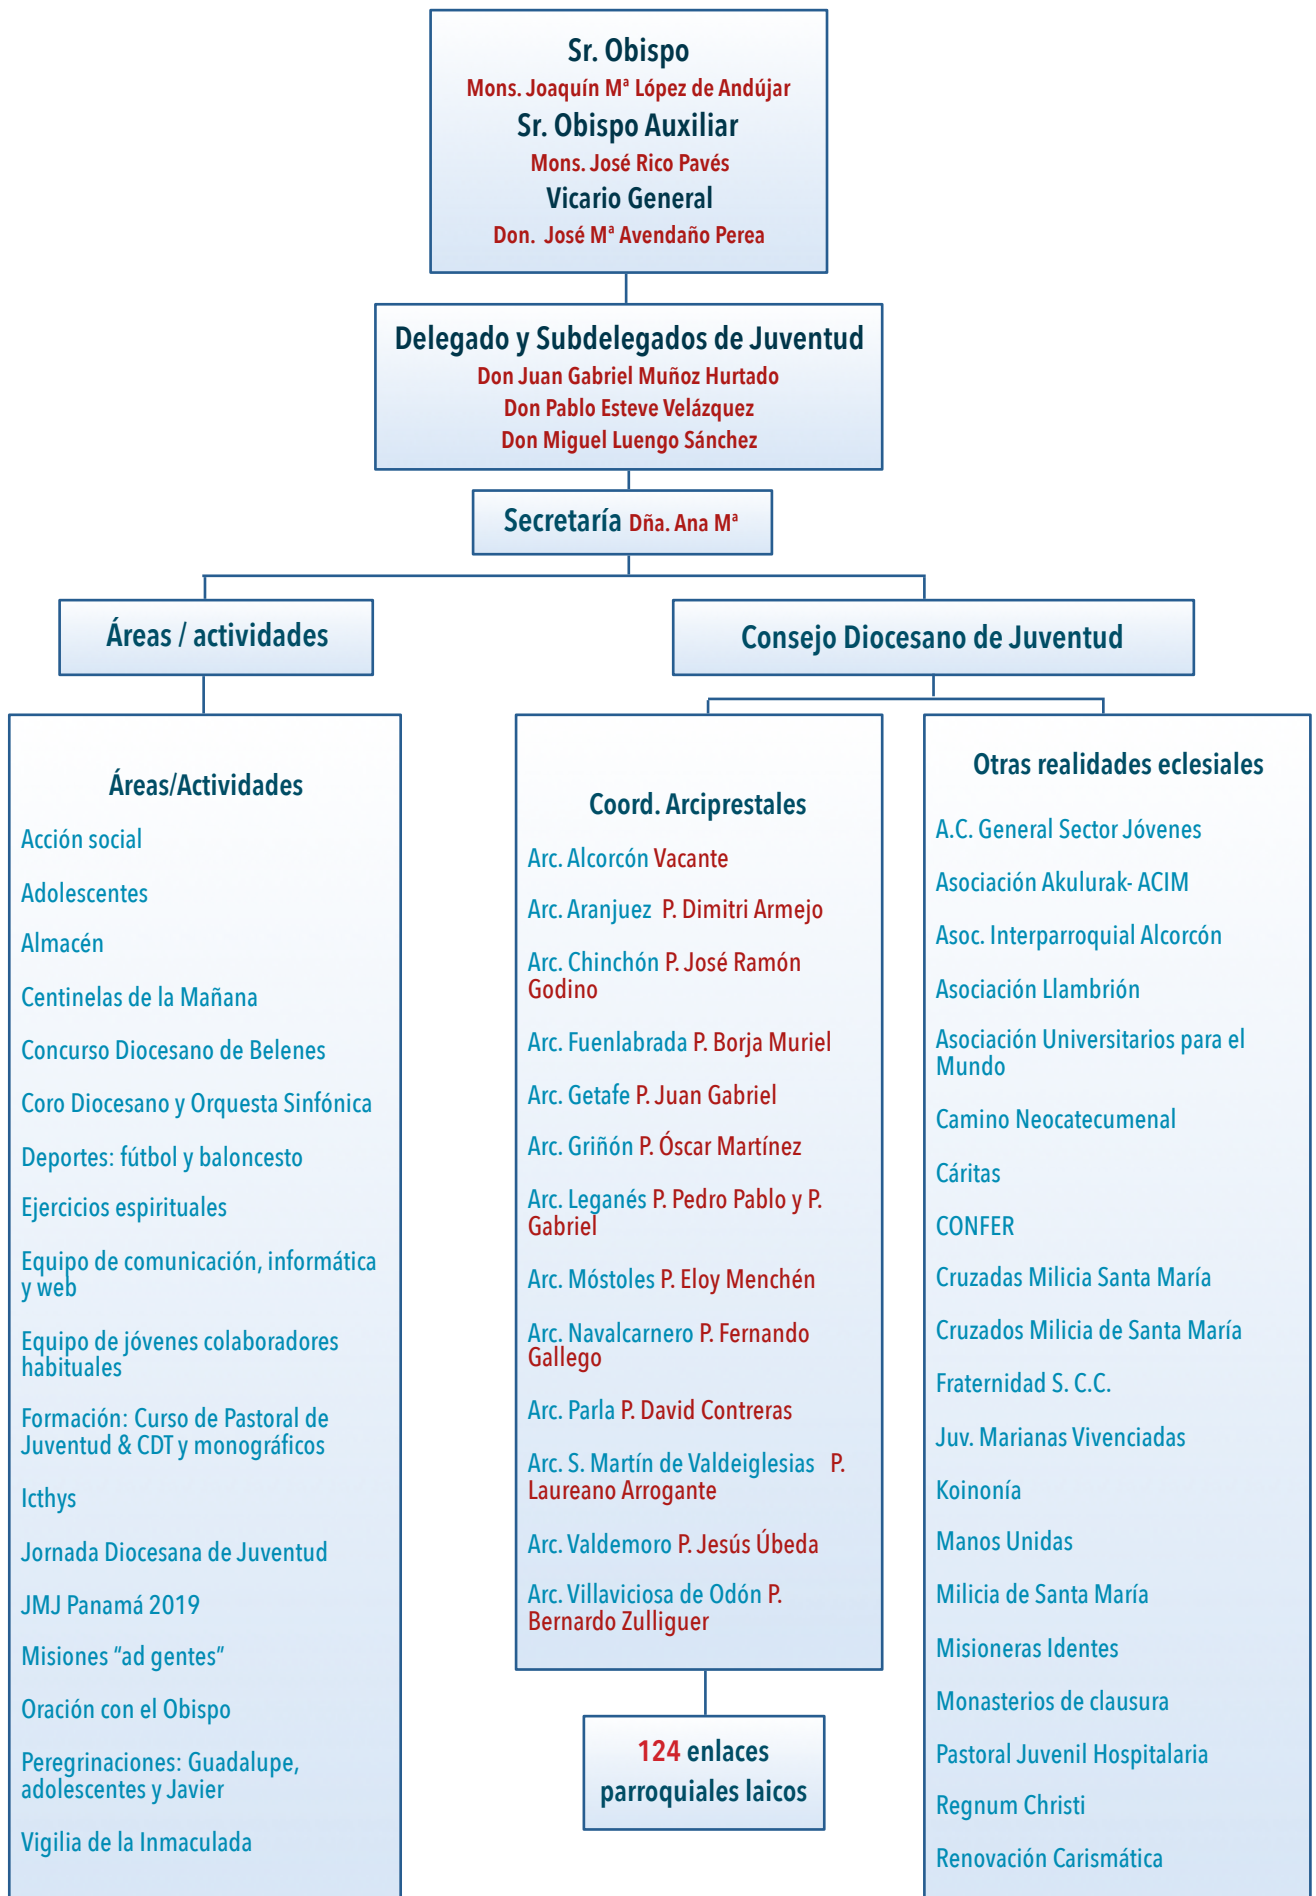 Sr. Obispo
Mons. Joaquín Mª López de Andújar
Sr. Obispo Auxiliar
Mons. José Rico Pavés
Vicario General
Don. José Mª Avendaño Perea
Delegado y Subdelegados de Juventud
Don Juan Gabriel Muñoz Hurtado
Don Pablo Esteve Velázquez
Don Miguel Luengo Sánchez
Secretaría Dña. Ana Mª
Áreas / actividades
Consejo Diocesano de Juventud
Áreas/Actividades
Acción social
Adolescentes
Almacén
Centinelas de la Mañana
Concurso Diocesano de Belenes
Coro Diocesano y Orquesta Sinfónica
Deportes: fútbol y baloncesto
Ejercicios espirituales
Equipo de comunicación, informática
y web
Equipo de jóvenes colaboradores
habituales
Formación: Curso de Pastoral de
Juventud & CDT y monográficos
Icthys
Jornada Diocesana de Juventud
JMJ Panamá 2019
Misiones “ad gentes”
Oración con el Obispo
Peregrinaciones: Guadalupe,
adolescentes y Javier
Vigilia de la Inmaculada
Coord. Arciprestales
Arc. Alcorcón Vacante
Arc. Aranjuez P. Dimitri Armejo
Arc. Chinchón P. José Ramón
Godino
Arc. Fuenlabrada P. Borja Muriel
Arc. Getafe P. Juan Gabriel
Arc. Griñón P. Óscar Martínez
Arc. Leganés P. Pedro Pablo y P.
Gabriel
Arc. Móstoles P. Eloy Menchén
Arc. Navalcarnero P. Fernando
Gallego
Arc. Parla P. David Contreras
Arc. S. Martín de Valdeiglesias P.
Laureano Arrogante
Arc. Valdemoro P. Jesús Úbeda
Arc. Villaviciosa de Odón P.
Bernardo Zulliguer
124 enlaces
parroquiales laicos
Otras realidades eclesiales
A.C. General Sector Jóvenes
Asociación Akulurak- ACIM
Asoc. Interparroquial Alcorcón
Asociación Llambrión
Asociación Universitarios para el
Mundo
Camino Neocatecumenal
Cáritas
CONFER
Cruzadas Milicia Santa María
Cruzados Milicia de Santa María
Fraternidad S. C.C.
Juv. Marianas Vivenciadas
Koinonía
Manos Unidas
Milicia de Santa María
Misioneras Identes
Monasterios de clausura
Pastoral Juvenil Hospitalaria
Regnum Christi
Renovación Carismática